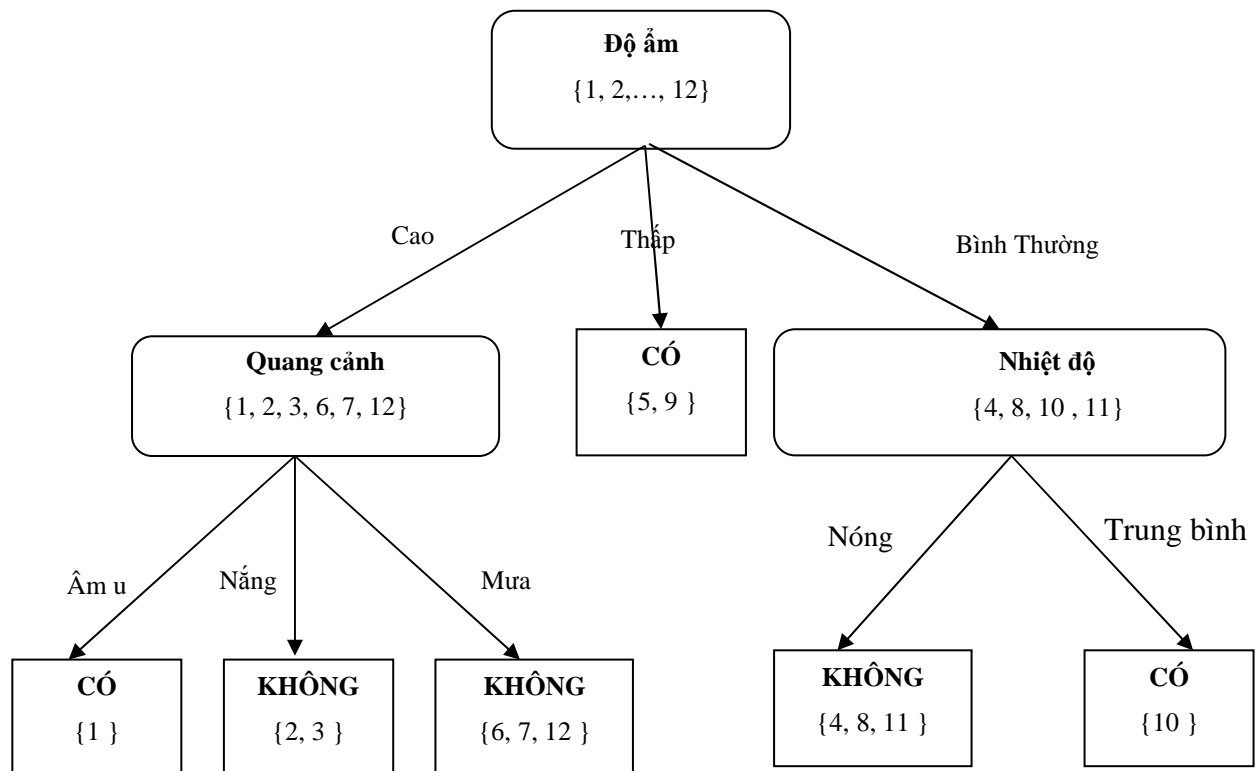 Độ ẩm
{1, 2,…, 12}
Cao
Thấp
Bình Thường
Quang cảnh
{1, 2, 3, 6, 7, 12}
CÓ
{5, 9 }
Nhiệt độ
{4, 8, 10 , 11}
Âm u
Nắng
Mưa
Nóng
Trung bình
CÓ
{1 }
KHÔNG
{2, 3 }
KHÔNG
{6, 7, 12 }
KHÔNG
{4, 8, 11 }
CÓ
{10 }